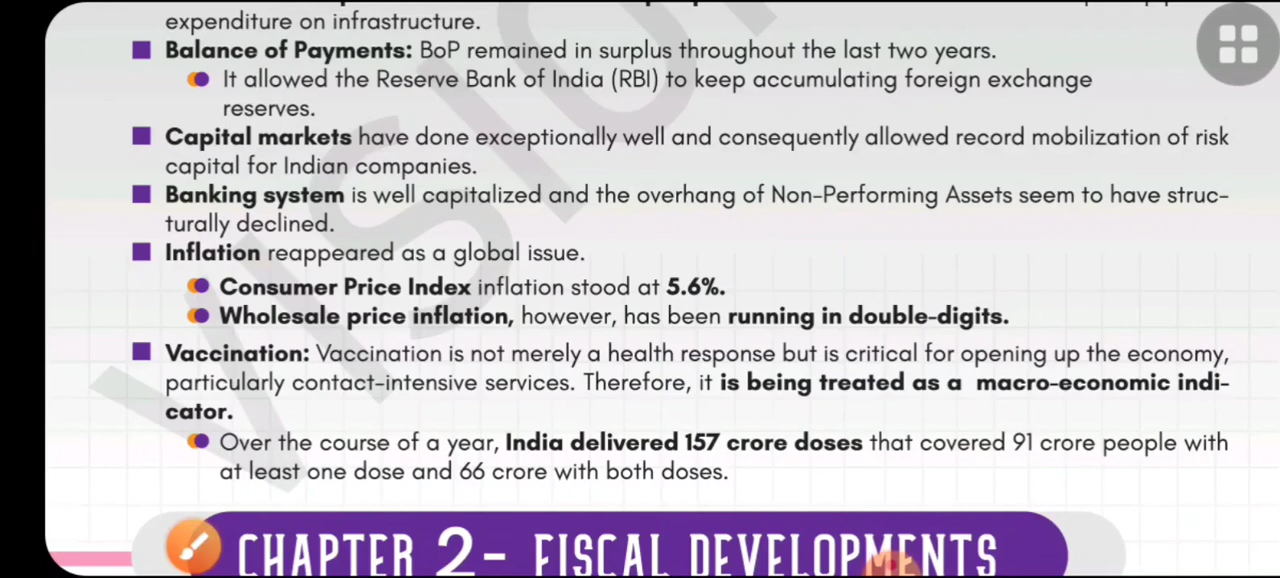 expenditure on infrastructure.
Balance of Payments: BoP remained in surplus throughout the last two years.
It allowed the Reserve Bank of India (RBI) to keep accumulating foreign exchange
reserves.
Capital markets have done exceptionally well and consequently allowed record mobilization of risk
capital for Indian companies.
Banking system is well capitalized and the overhang of Non-Performing Assets seem to have struc-
turally declined.
Inflation reappeared as a global issue.
Consumer Price Index inflation stood at 5.6%.
Wholesale price inflation, however, has been running in double-digits.
Vaccination: Vaccination is not merely a health response but is critical for opening up the economy,
particularly contact-intensive services. Therefore, it is being treated as a macro-economic indi-
cator.
Over the course of a year, India delivered 157 crore doses that covered 91 crore people with
at least one dose and 66 crore with both doses.
CHAPTER 2- FISCAL DEVELOPMENTS
VISION